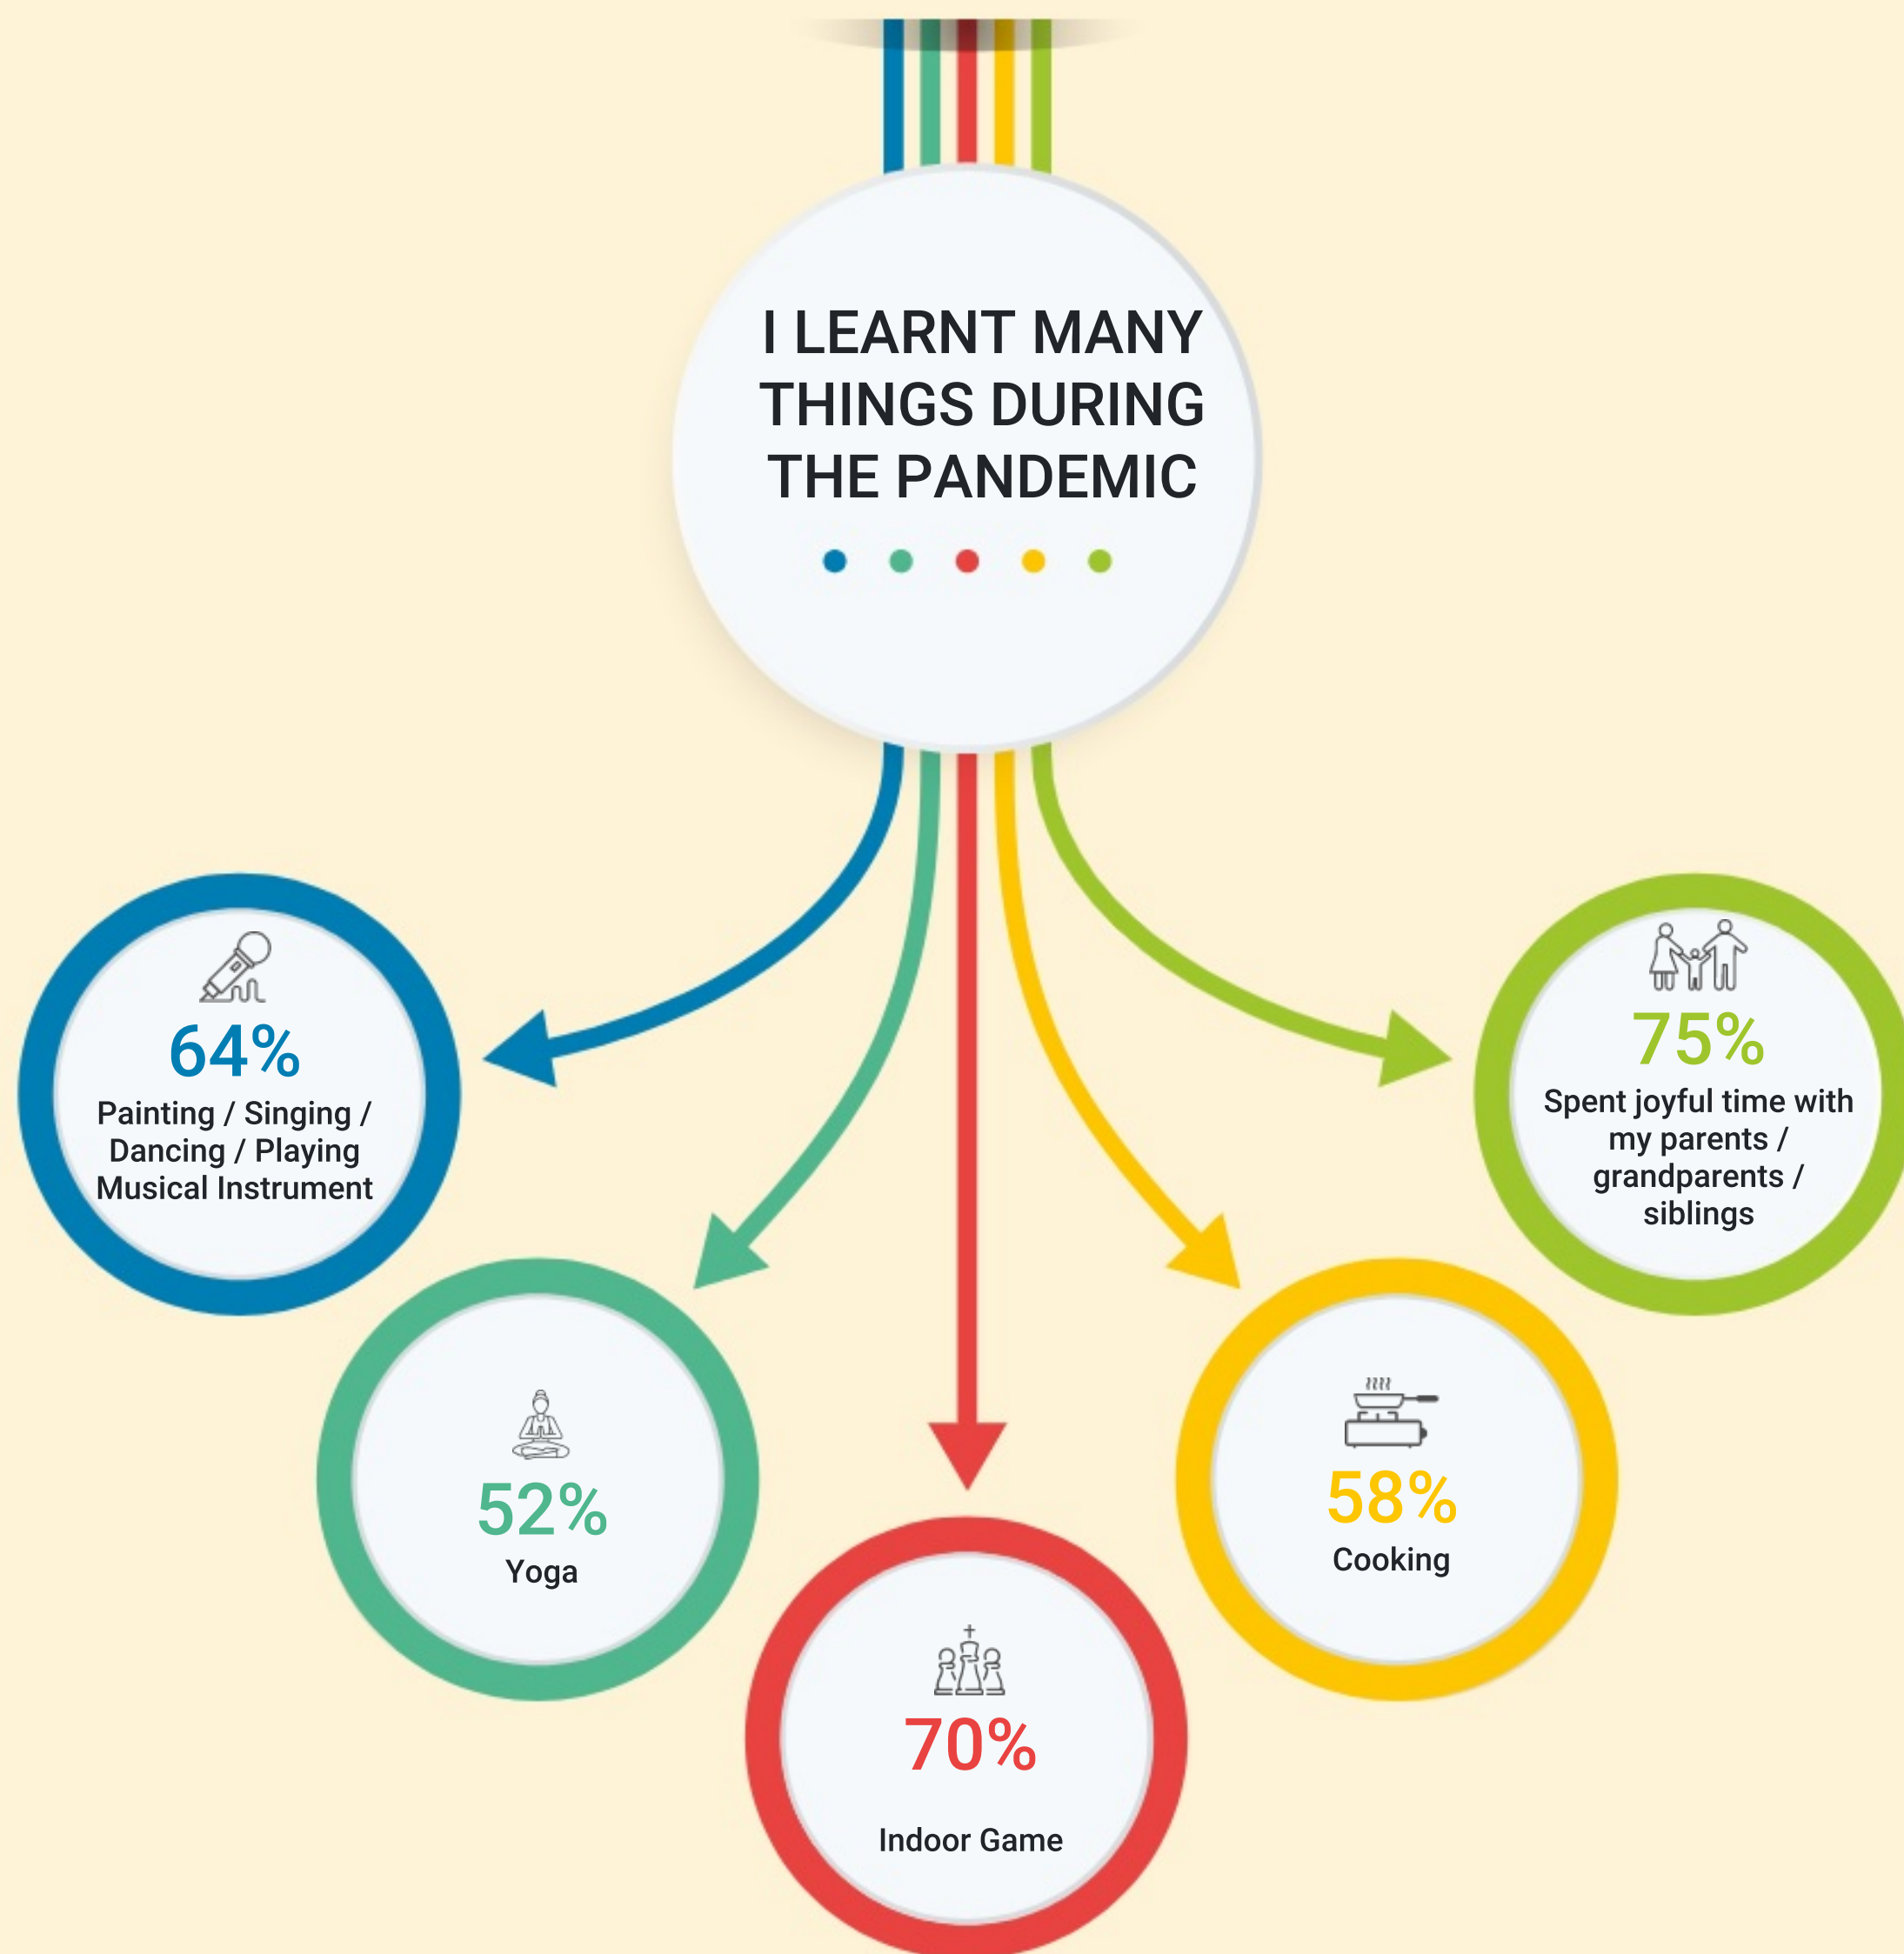 I LEARNT MANY
THINGS DURING
THE PANDEMIC
64%
Painting / Singing /
Dancing / Playing
Musical Instrument
52%
Yoga
70%
Indoor Game
58%
Cooking
75%
Spent joyful time with
my parents /
grandparents /
siblings